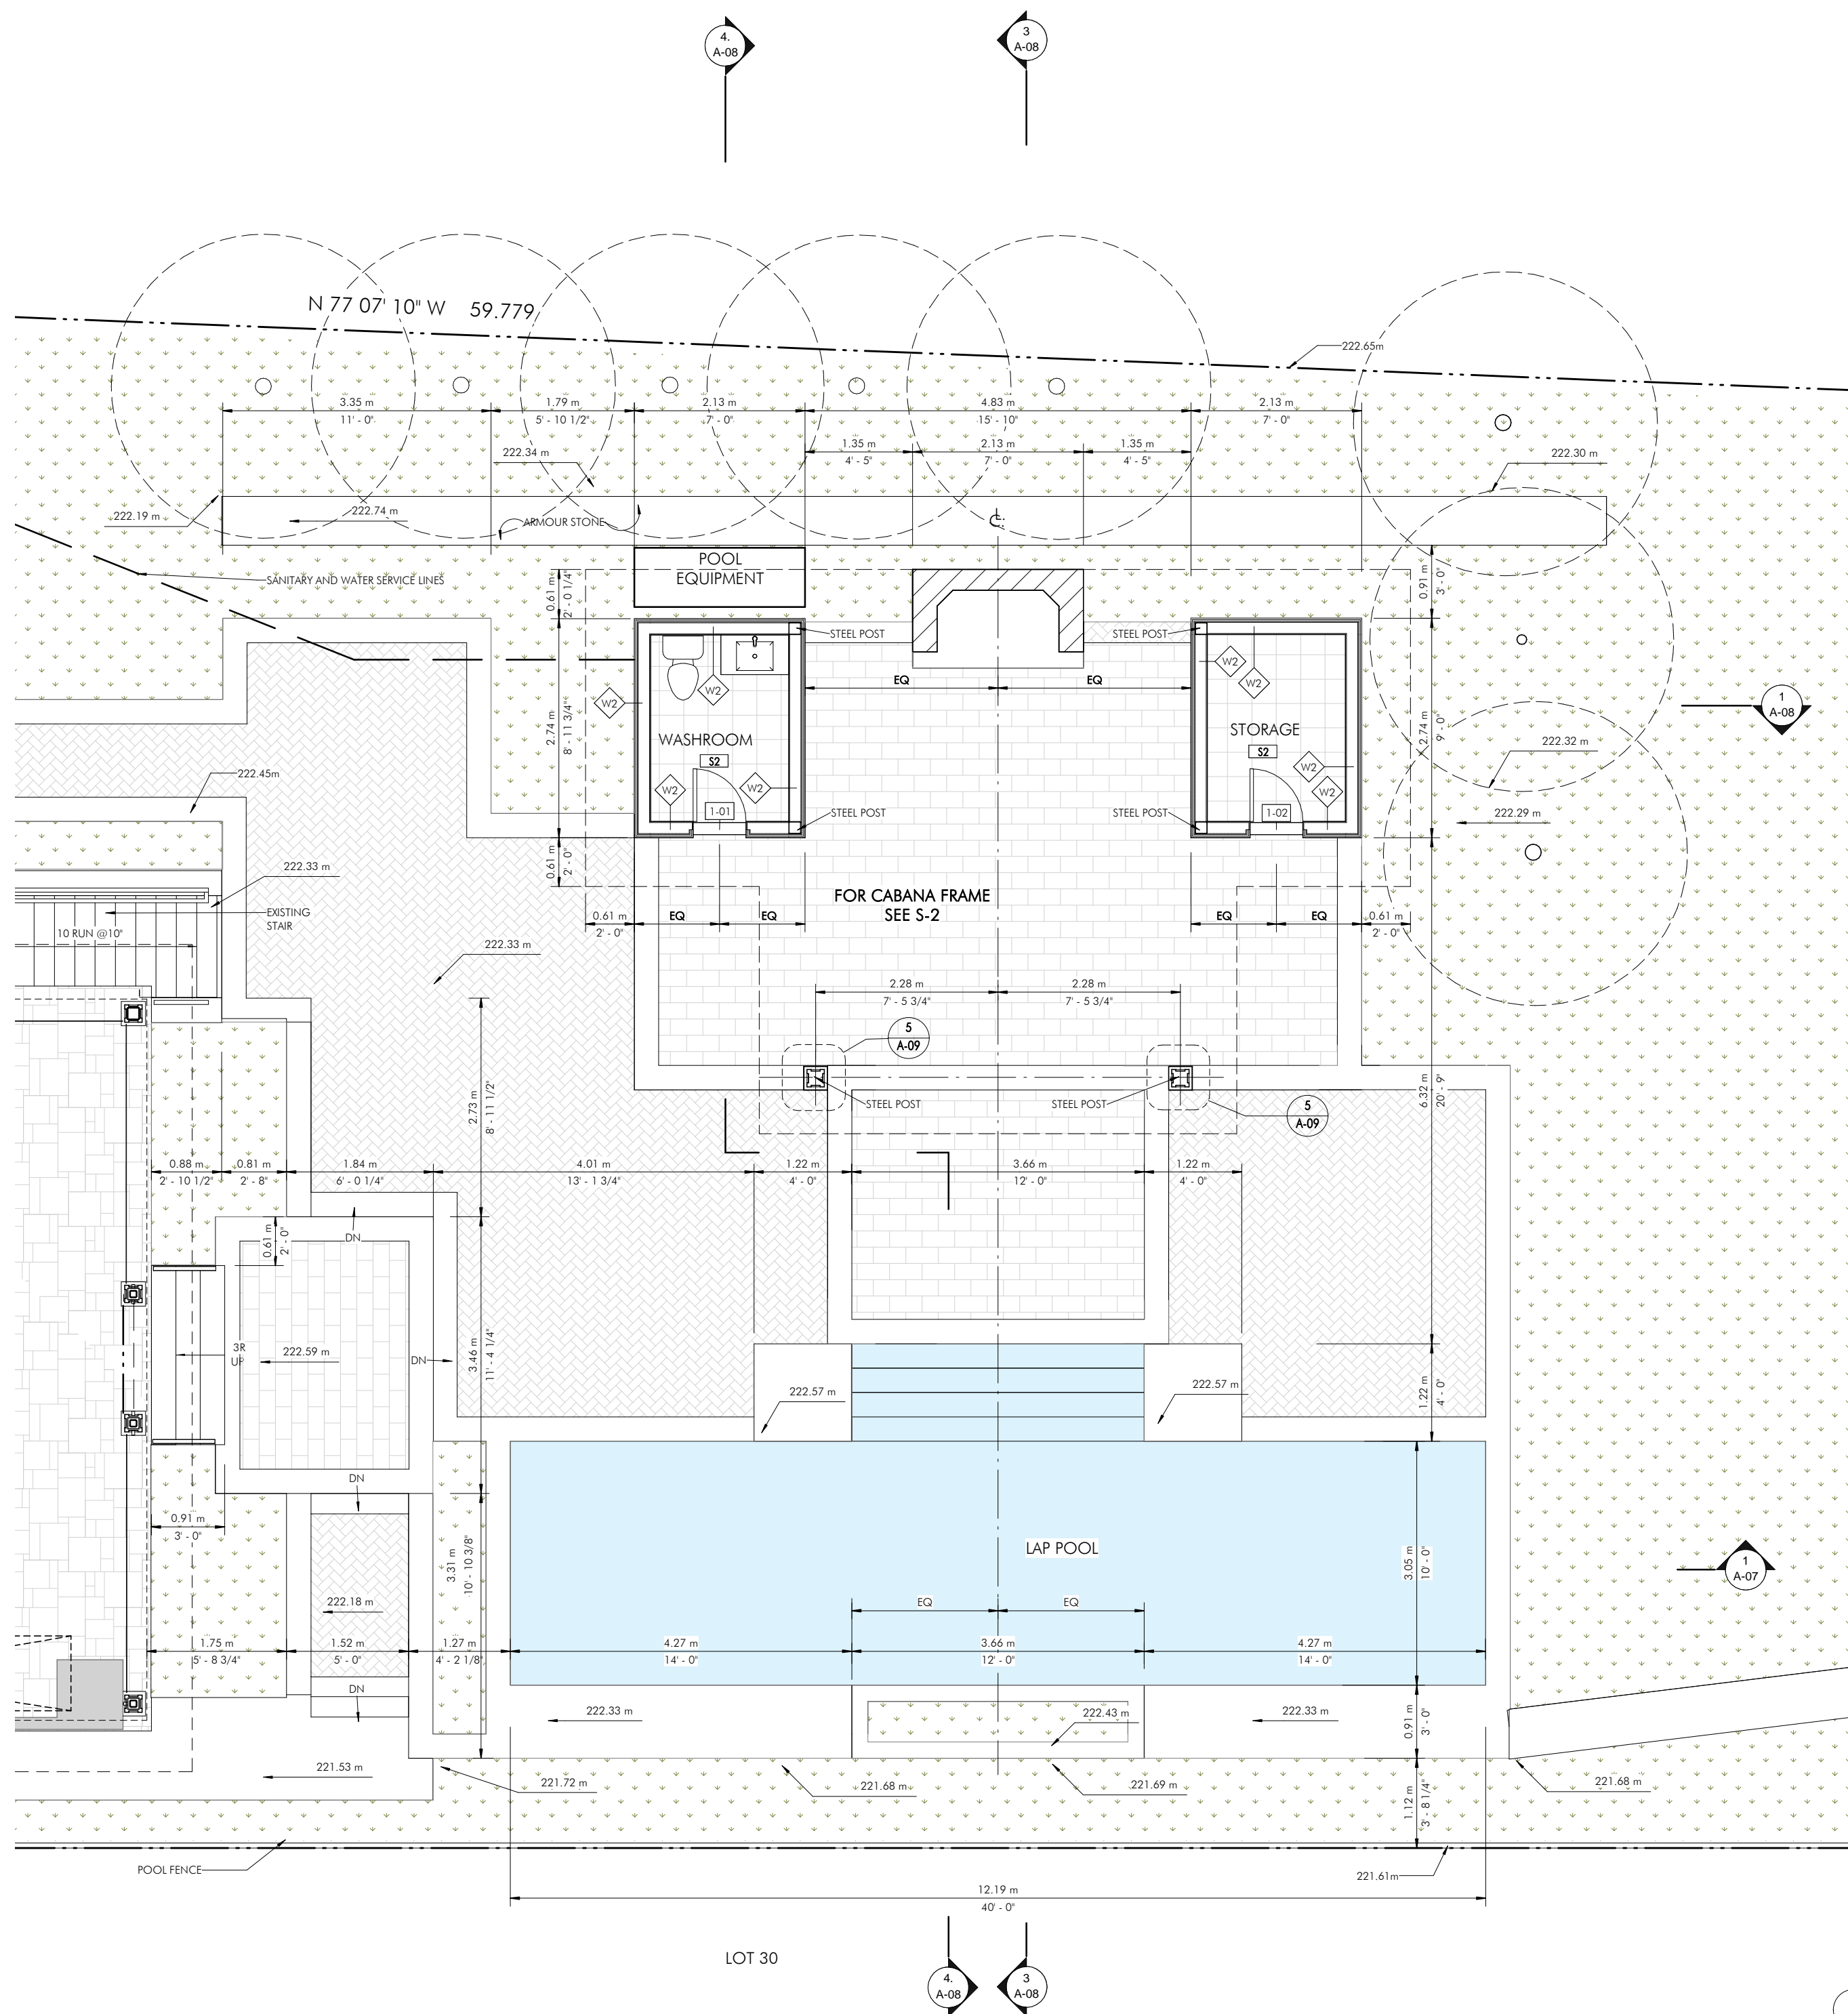 4.
A-08
3
A-08
N 77 07' 10" W 59.779
222.65m
3.35 m
11' - 0"
1.79 m
5' - 10 1/2"
2.13 m
7' - 0"
4.83 m
15' - 10"
2.13 m
7' - 0"
1.35 m
4' - 5"
2.13 m
7' - 0"
1.35 m
4' - 5"
222.34 m
222.30 m
222.19 m
222.74 m
ARMOUR STONE
SANITARY AND WATER SERVICE LINES
POOL
EQUIPMENT
0.61 m
2' - 0 1/4"
0.91 m
3' - 0"
STEEL POST
STEEL POST
W2
W2
W2
W2
EQ
EQ
1
A-08
2.74 m
8' - 11 3/4"
WASHROOM
S2
STORAGE
S2
2.74 m
9' - 0"
222.32 m
222.45m
W2
W2
W2
W2
1-01
1-02
STEEL POST
STEEL POST
222.29 m
0.61 m
2' - 0"
222.33 m
FOR CABANA FRAME
SEE S-2
EXISTING
STAIR
10 RUN @10"
0.61 m
2' - 0"
EQ
EQ
EQ
EQ
0.61 m
2' - 0"
222.33 m
2.28 m
7' - 5 3/4"
2.28 m
7' - 5 3/4"
5
A-09
STEEL POST
STEEL POST
5
A-09
2.73 m
8' - 11 1/2"
6.32 m
20' - 9"
0.88 m
2' - 10 1/2"
0.81 m
2' - 8"
1.84 m
6' - 0 1/4"
4.01 m
13' - 1 3/4"
1.22 m
4' - 0"
3.66 m
12' - 0"
1.22 m
4' - 0"
0.61 m
2' - 0"
DN
3R
UP
222.59 m
DN
3.46 m
11' - 4 1/4"
222.57 m
222.57 m
1.22 m
4' - 0"
DN
0.91 m
3' - 0"
LAP POOL
3.31 m
10' - 10 3/8"
3.05 m
10' - 0"
1
A-07
222.18 m
EQ
EQ
1.75 m
5' - 8 3/4"
1.52 m
5' - 0"
1.27 m
4' - 2 1/8"
4.27 m
14' - 0"
3.66 m
12' - 0"
4.27 m
14' - 0"
DN
222.33 m
222.43 m
222.33 m
0.91 m
3' - 0"
221.53 m
221.72 m
221.68 m
221.69 m
221.68 m
1.12 m
3' - 8 1/4"
POOL FENCE
221.61m
12.19 m
40' - 0"
LOT 30
4.
A-08
3
A-08